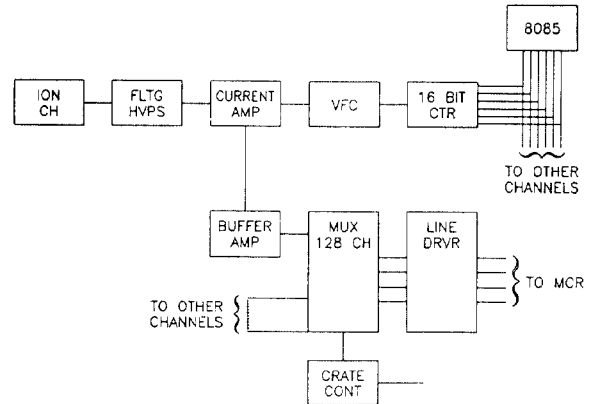 8085
ION
CH
FLTG
HVPS
CURRENT
AMP
VFC
16 BIT
CTR
TO OTHER
CHANNELS
BUFFER
AMP
MUX
128 CH
LINE
DRVR
TO MCR
TO OTHER
CHANNELS
CRATE
CONT